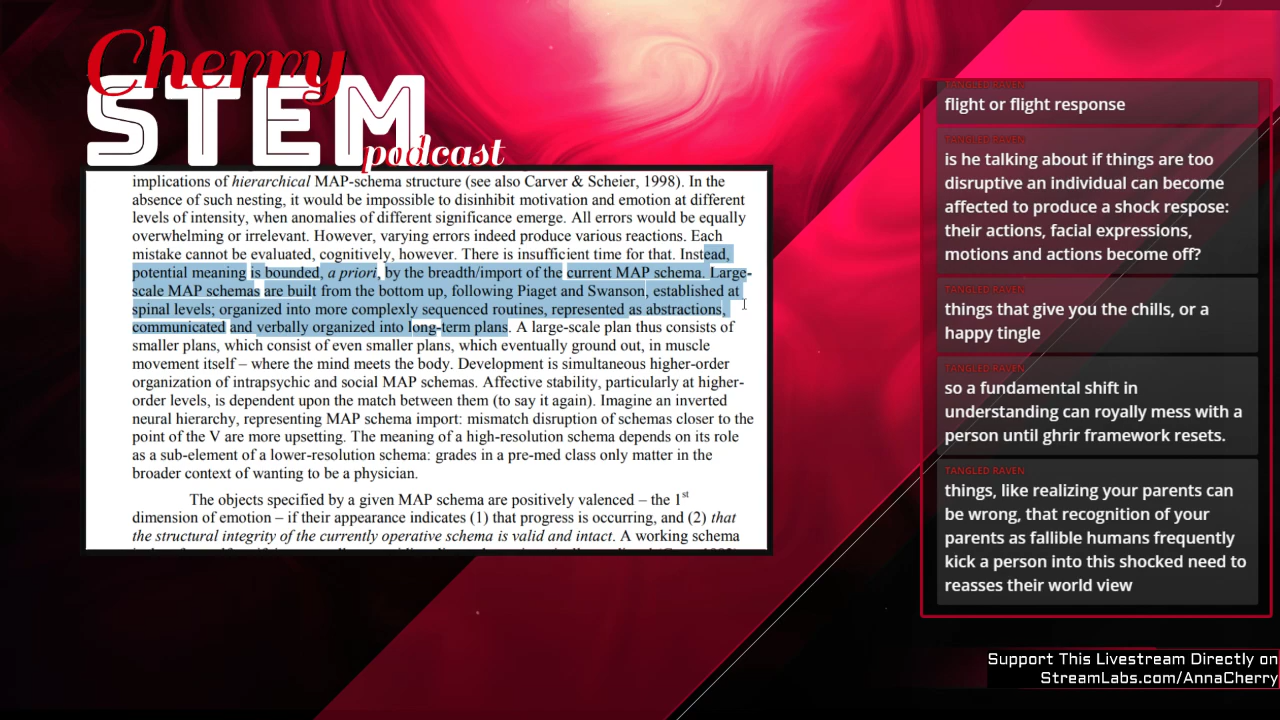 Cherry
STEM
podcast
implications of hierarchical MAP-schema structure (see also Carver & Scheier, 1998). In the
absence of such nesting, it would be impossible to disinhibit motivation and emotion at different
levels of intensity, when anomalies of different significance emerge. All errors would be equally
overwhelming or irrelevant. However, varying errors indeed produce various reactions. Each
mistake cannot be evaluated, cognitively, however. There is insufficient time for that. Instead,
potential meaning is bounded, a priori, by the breadth/import of the current MAP schema. Large-
scale MAP schemas are built from the bottom up, following Piaget and Swanson, established at
spinal levels; organized into more complexly sequenced routines, represented as abstractions,
communicated and verbally organized into long-term plans. A large-scale plan thus consists of
smaller plans, which consist of even smaller plans, which eventually ground out, in muscle
movement itself – where the mind meets the body. Development is simultaneous higher-order
organization of intrapsychic and social MAP schemas. Affective stability, particularly at higher-
order levels, is dependent upon the match between them (to say it again). Imagine an inverted
neural hierarchy, representing MAP schema import: mismatch disruption of schemas closer to the
point of the V are more upsetting. The meaning of a high-resolution schema depends on its role
as a sub-element of a lower-resolution schema: grades in a pre-med class only matter in the
broader context of wanting to be a physician.
The objects specified by a given MAP schema are positively valenced – the 1st
dimension of emotion – if their appearance indicates (1) that progress is occurring, and (2) that
the structural integrity of the currently operative schema is valid and intact. A working schema
TANGLED RAVEN
flight or flight response
TANGLED RAVEN
is he talking about if things are too
disruptive an individual can become
affected to produce a shock respose:
their actions, facial expressions,
motions and actions become off?
TANGLED RAVEN
things that give you the chills, or a
happy tingle
TANGLED RAVEN
so a fundamental shift in
understanding can royally mess with a
person until ghrir framework resets.
TANGLED RAVEN
things, like realizing your parents can
be wrong, that recognition of your
parents as fallible humans frequently
kick a person into this shocked need to
reasses their world view
Support This Livestream Directly on
StreamLabs.com/AnnaCherry